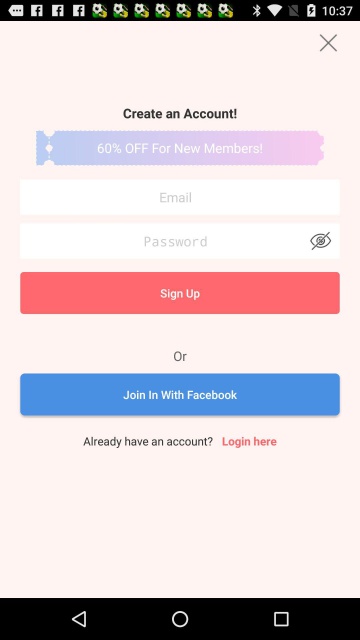 10:37
Create an Account!
60% OFF For New Members!
Email
Password
Sign Up
Or
Join In With Facebook
Already have an account? Login here